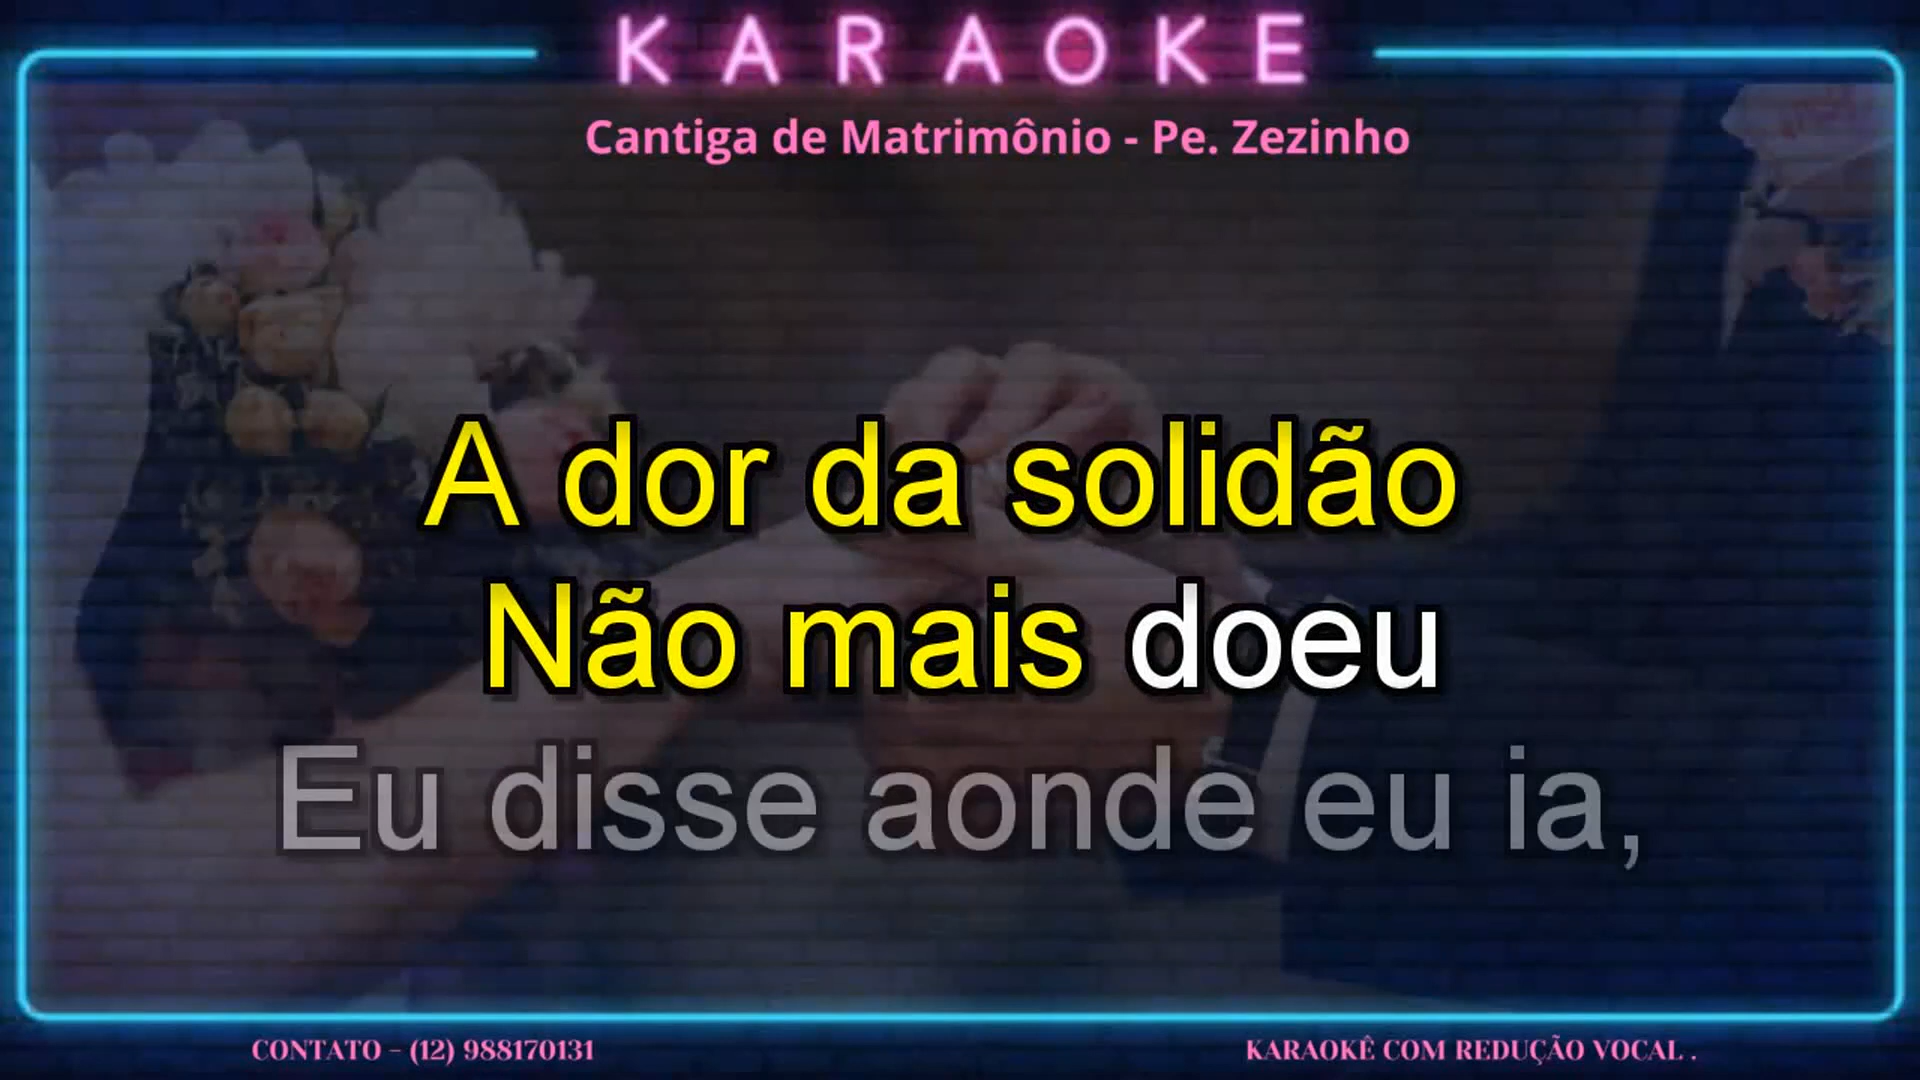 KARAOKE
Cantiga de Matrimônio - Pe. Zezinho
A dor da solidão
Não mais doeu
Eu disse aonde eu ia,
CONTATO - (12) 988170131
KARAOKÊ COM REDUÇÃO VOCAL .